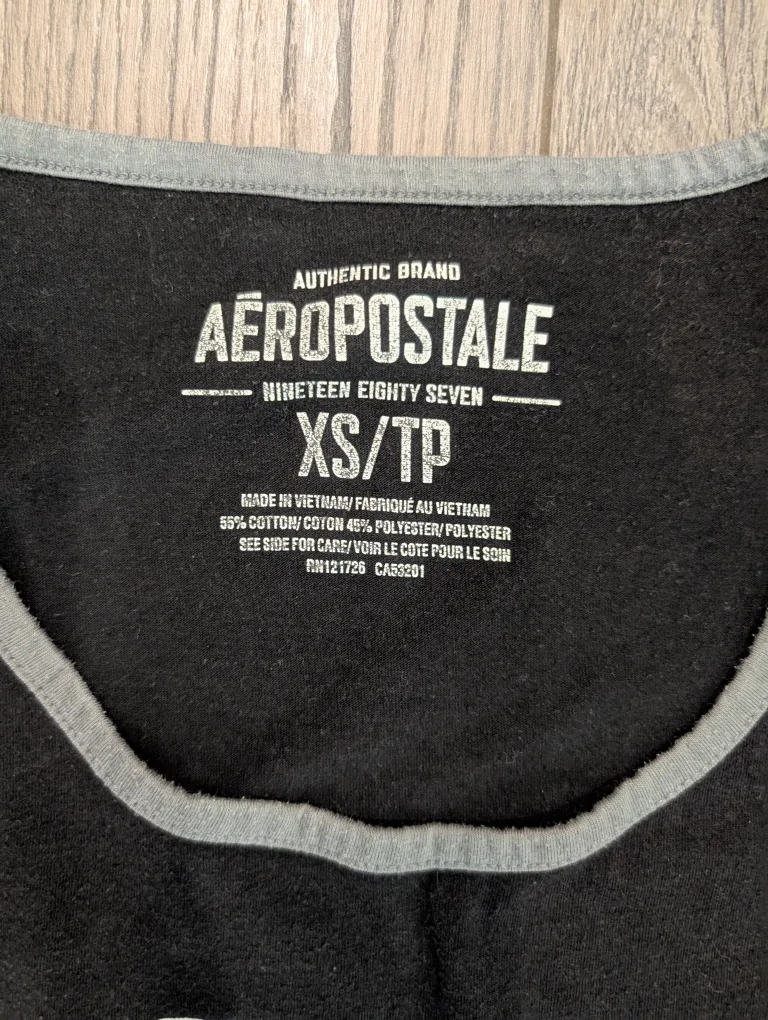 AUTHENTIC BRAND
AÉROPOSTALE
NINETEEN EIGHTY SEVEN
XS/TP
MADE IN VIETNAM/ FABRIQUÉ AU VIETNAM
55% COTTON/ COTON 45% POLYESTER/ POLYESTER
SEE SIDE FOR CARE/ VOIR LE COTE POUR LE SOIN
RN121726 CA53201